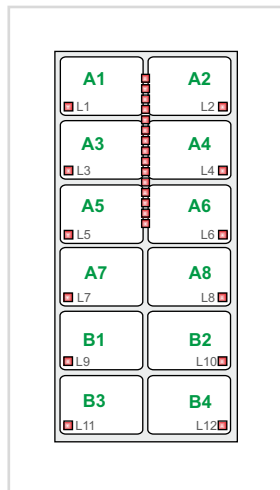 A1 A2
L1 L2
A3 A4
L3 L4
A5 A6
L5 L6
A7 A8
L7 L8
B1 B2
L9 L10
B3 B4
L11 L12